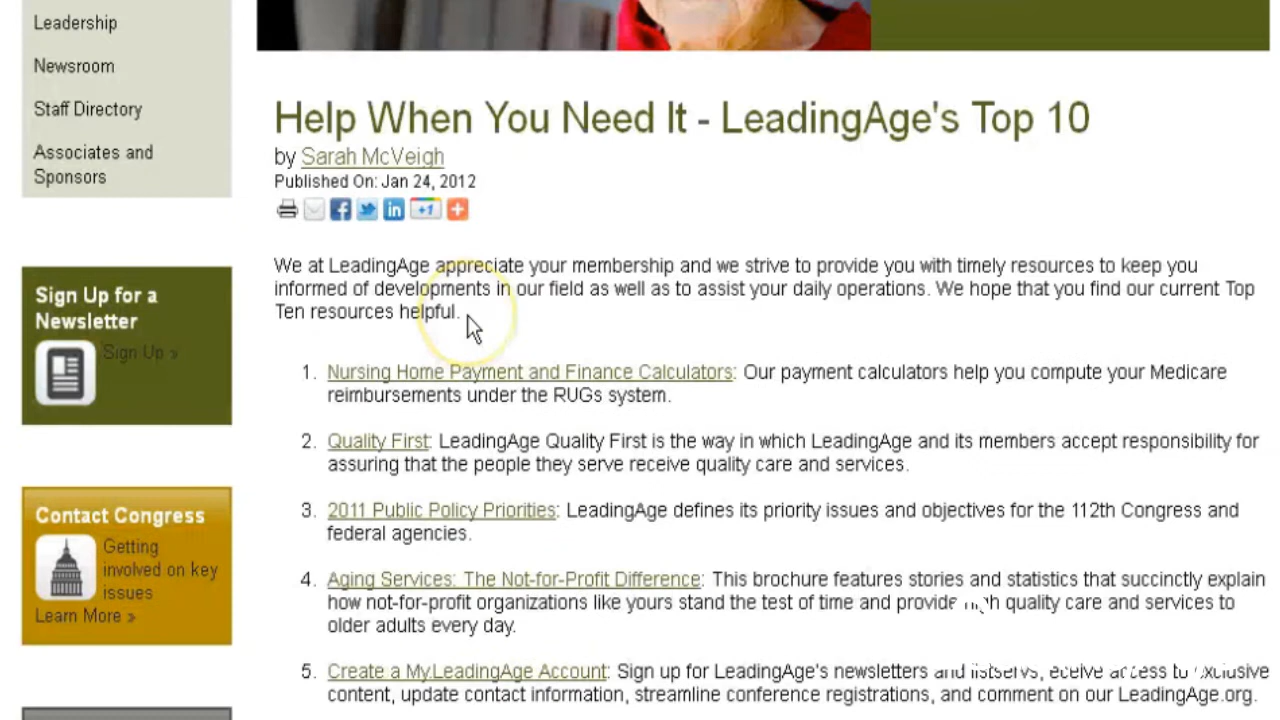 Leadership
Newsroom
Staff Directory
Associates and
Sponsors
Sign Up for a
Newsletter
Sign Up »
Contact Congress
Getting
involved on key
issues
Learn More »
Help When You Need It - LeadingAge's Top 10
by Sarah McVeigh
Published On: Jan 24, 2012
+1
We at LeadingAge appreciate your membership and we strive to provide you with timely resources to keep you
informed of developments in our field as well as to assist your daily operations. We hope that you find our current Top
Ten resources helpful.
1. Nursing Home Payment and Finance Calculators: Our payment calculators help you compute your Medicare
reimbursements under the RUGs system.
2. Quality First: LeadingAge Quality First is the way in which LeadingAge and its members accept responsibility for
assuring that the people they serve receive quality care and services.
3. 2011 Public Policy Priorities: LeadingAge defines its priority issues and objectives for the 112th Congress and
federal agencies.
4. Aging Services: The Not-for-Profit Difference: This brochure features stories and statistics that succinctly explain
how not-for-profit organizations like yours stand the test of time and provide quality care and services to
older adults every day.
5. Create a My.LeadingAge Account: Sign up for LeadingAge's newsletters and listservs, access to exclusive
content, update contact information, streamline conference registrations, and comment on our LeadingAge.org.